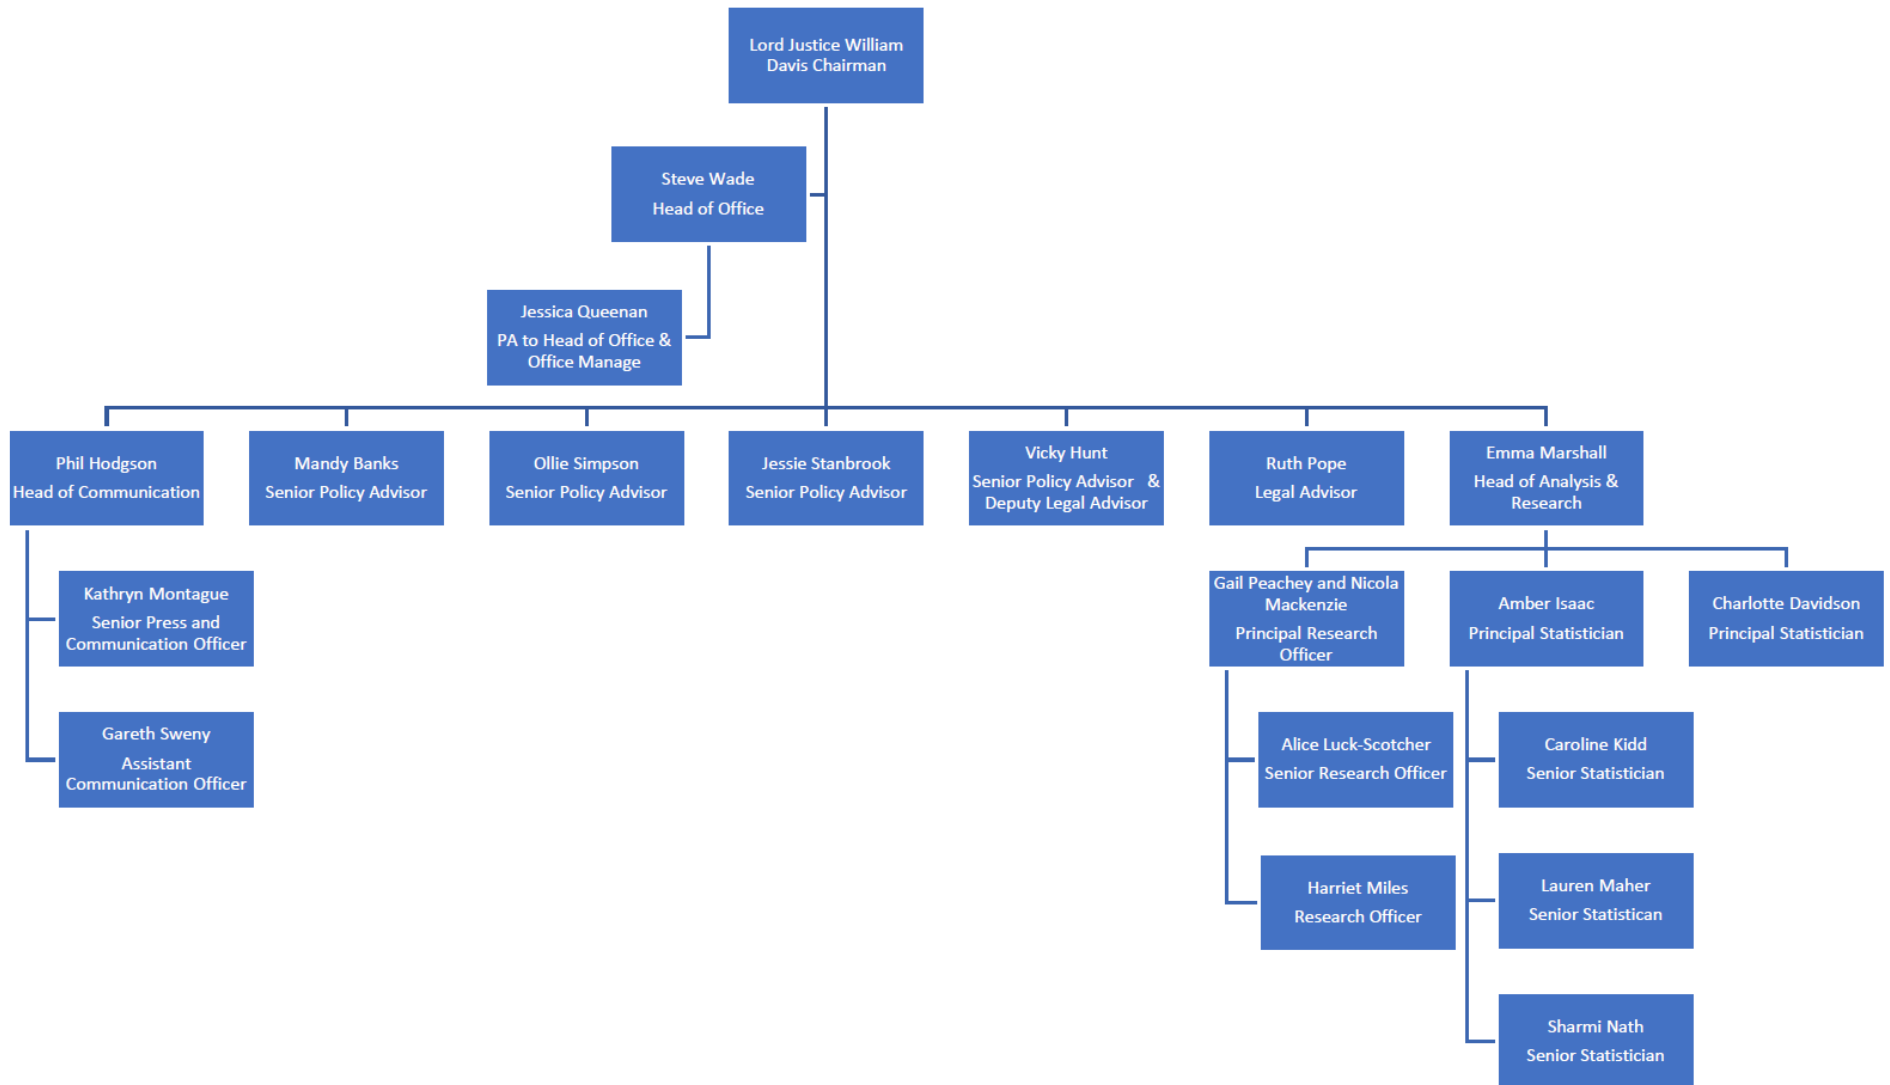 Lord Justice William
Davis Chairman
Steve Wade
Head of Office
Jessica Queenan
PA to Head of Office &
Office Manage
Phil Hodgson
Head of Communication
Mandy Banks
Senior Policy Advisor
Ollie Simpson
Senior Policy Advisor
Jessie Stanbrook
Senior Policy Advisor
Vicky Hunt
Senior Policy Advisor &
Deputy Legal Advisor
Ruth Pope
Legal Advisor
Emma Marshall
Head of Analysis &
Research
Kathryn Montague
Senior Press and
Communication Officer
Gareth Sweny
Assistant
Communication Officer
Gail Peachey and Nicola
Mackenzie
Principal Research
Officer
Amber Isaac
Principal Statistician
Charlotte Davidson
Principal Statistician
Alice Luck-Scotcher
Senior Research Officer
Harriet Miles
Research Officer
Caroline Kidd
Senior Statistician
Lauren Maher
Senior Statistican
Sharmi Nath
Senior Statistician